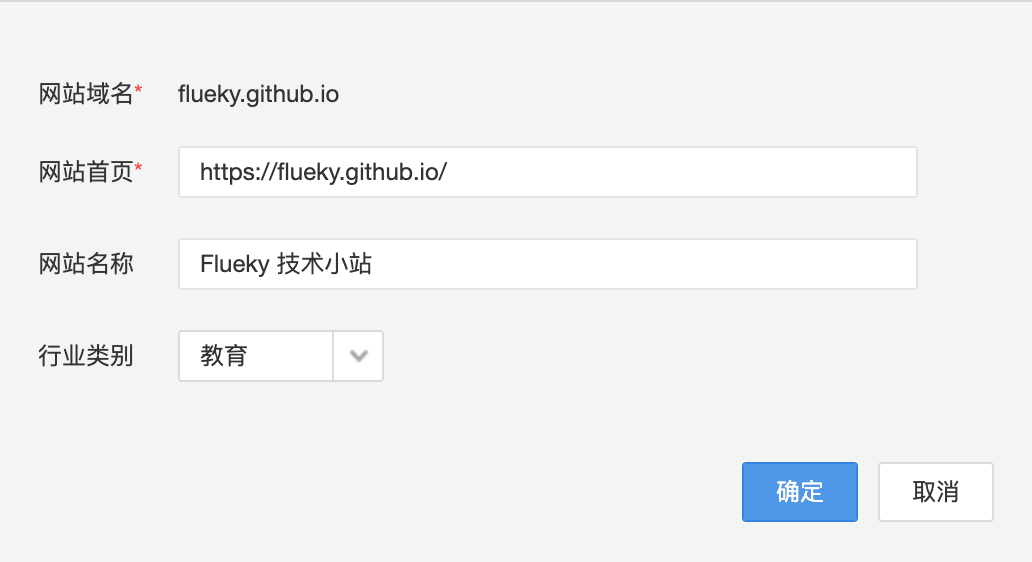 网站域名* flueky.github.io
网站首页* https://flueky.github.io/
网站名称 Flueky 技术小站
行业类别 教育
确定 取消